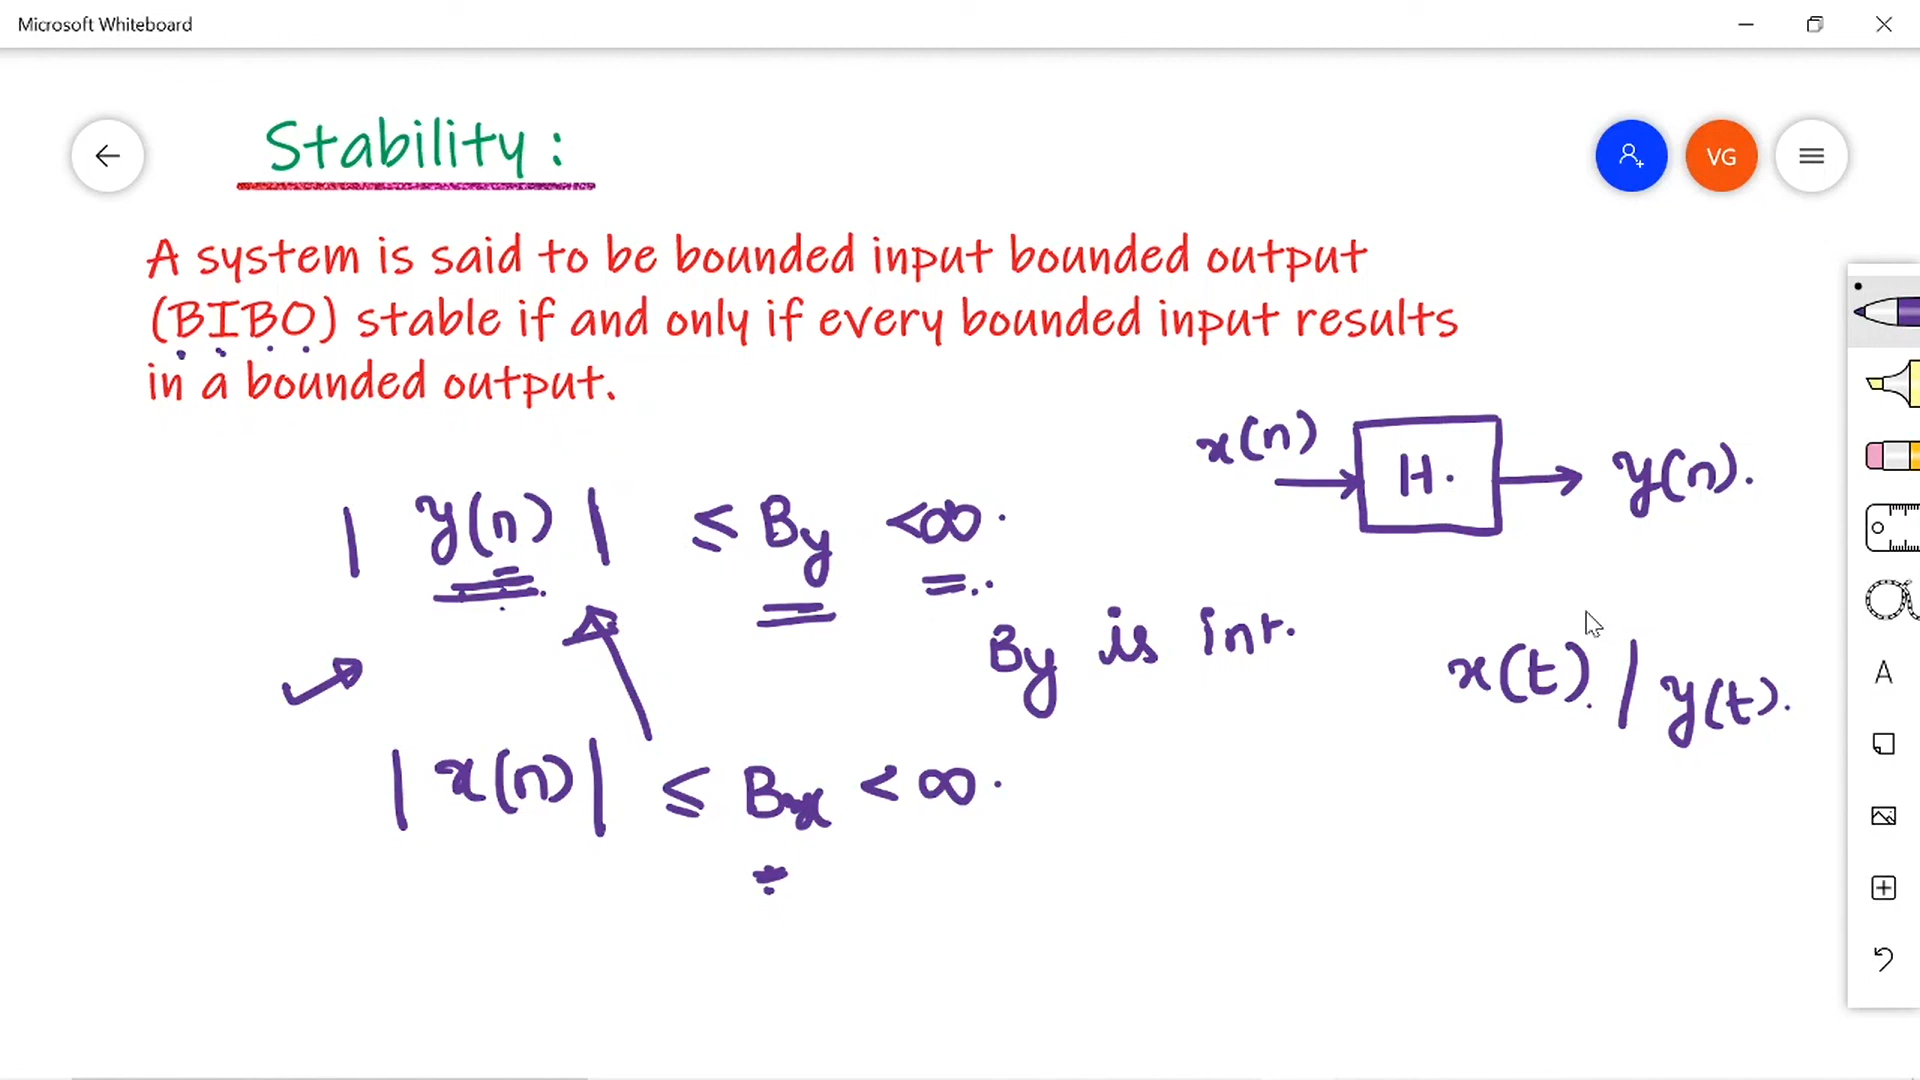 Microsoft Whiteboard
Stability :
VG
A system is said to be bounded input bounded output
(BIBO) stable if and only if every bounded input results
in a bounded output.
x(n)
H.
y(n).
| y(n) | ≤ By <∞.
By is int.
x(t). / y(t).
| x(n) | ≤ Bx < ∞.
A